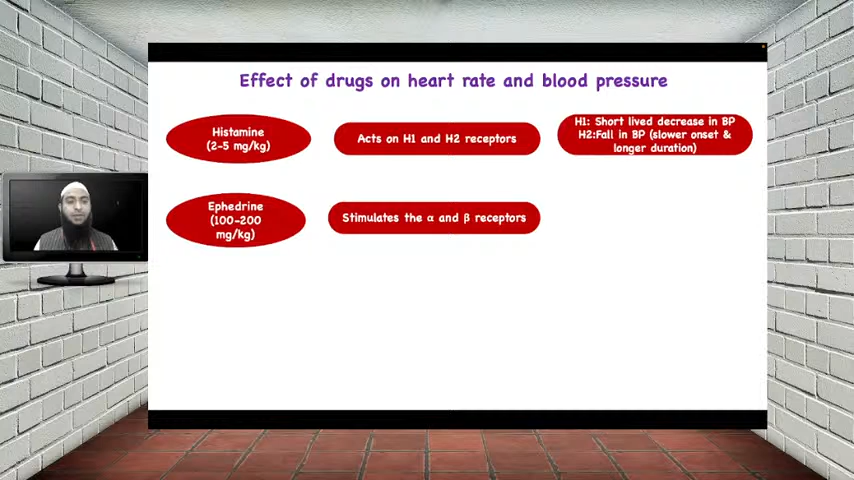 Effect of drugs on heart rate and blood pressure
Histamine
(2-5 mg/kg)
Acts on H1 and H2 receptors
H1: Short lived decrease in BP
H2:Fall in BP (slower onset &
longer duration)
Ephedrine
(100-200
mg/kg)
Stimulates the α and β receptors